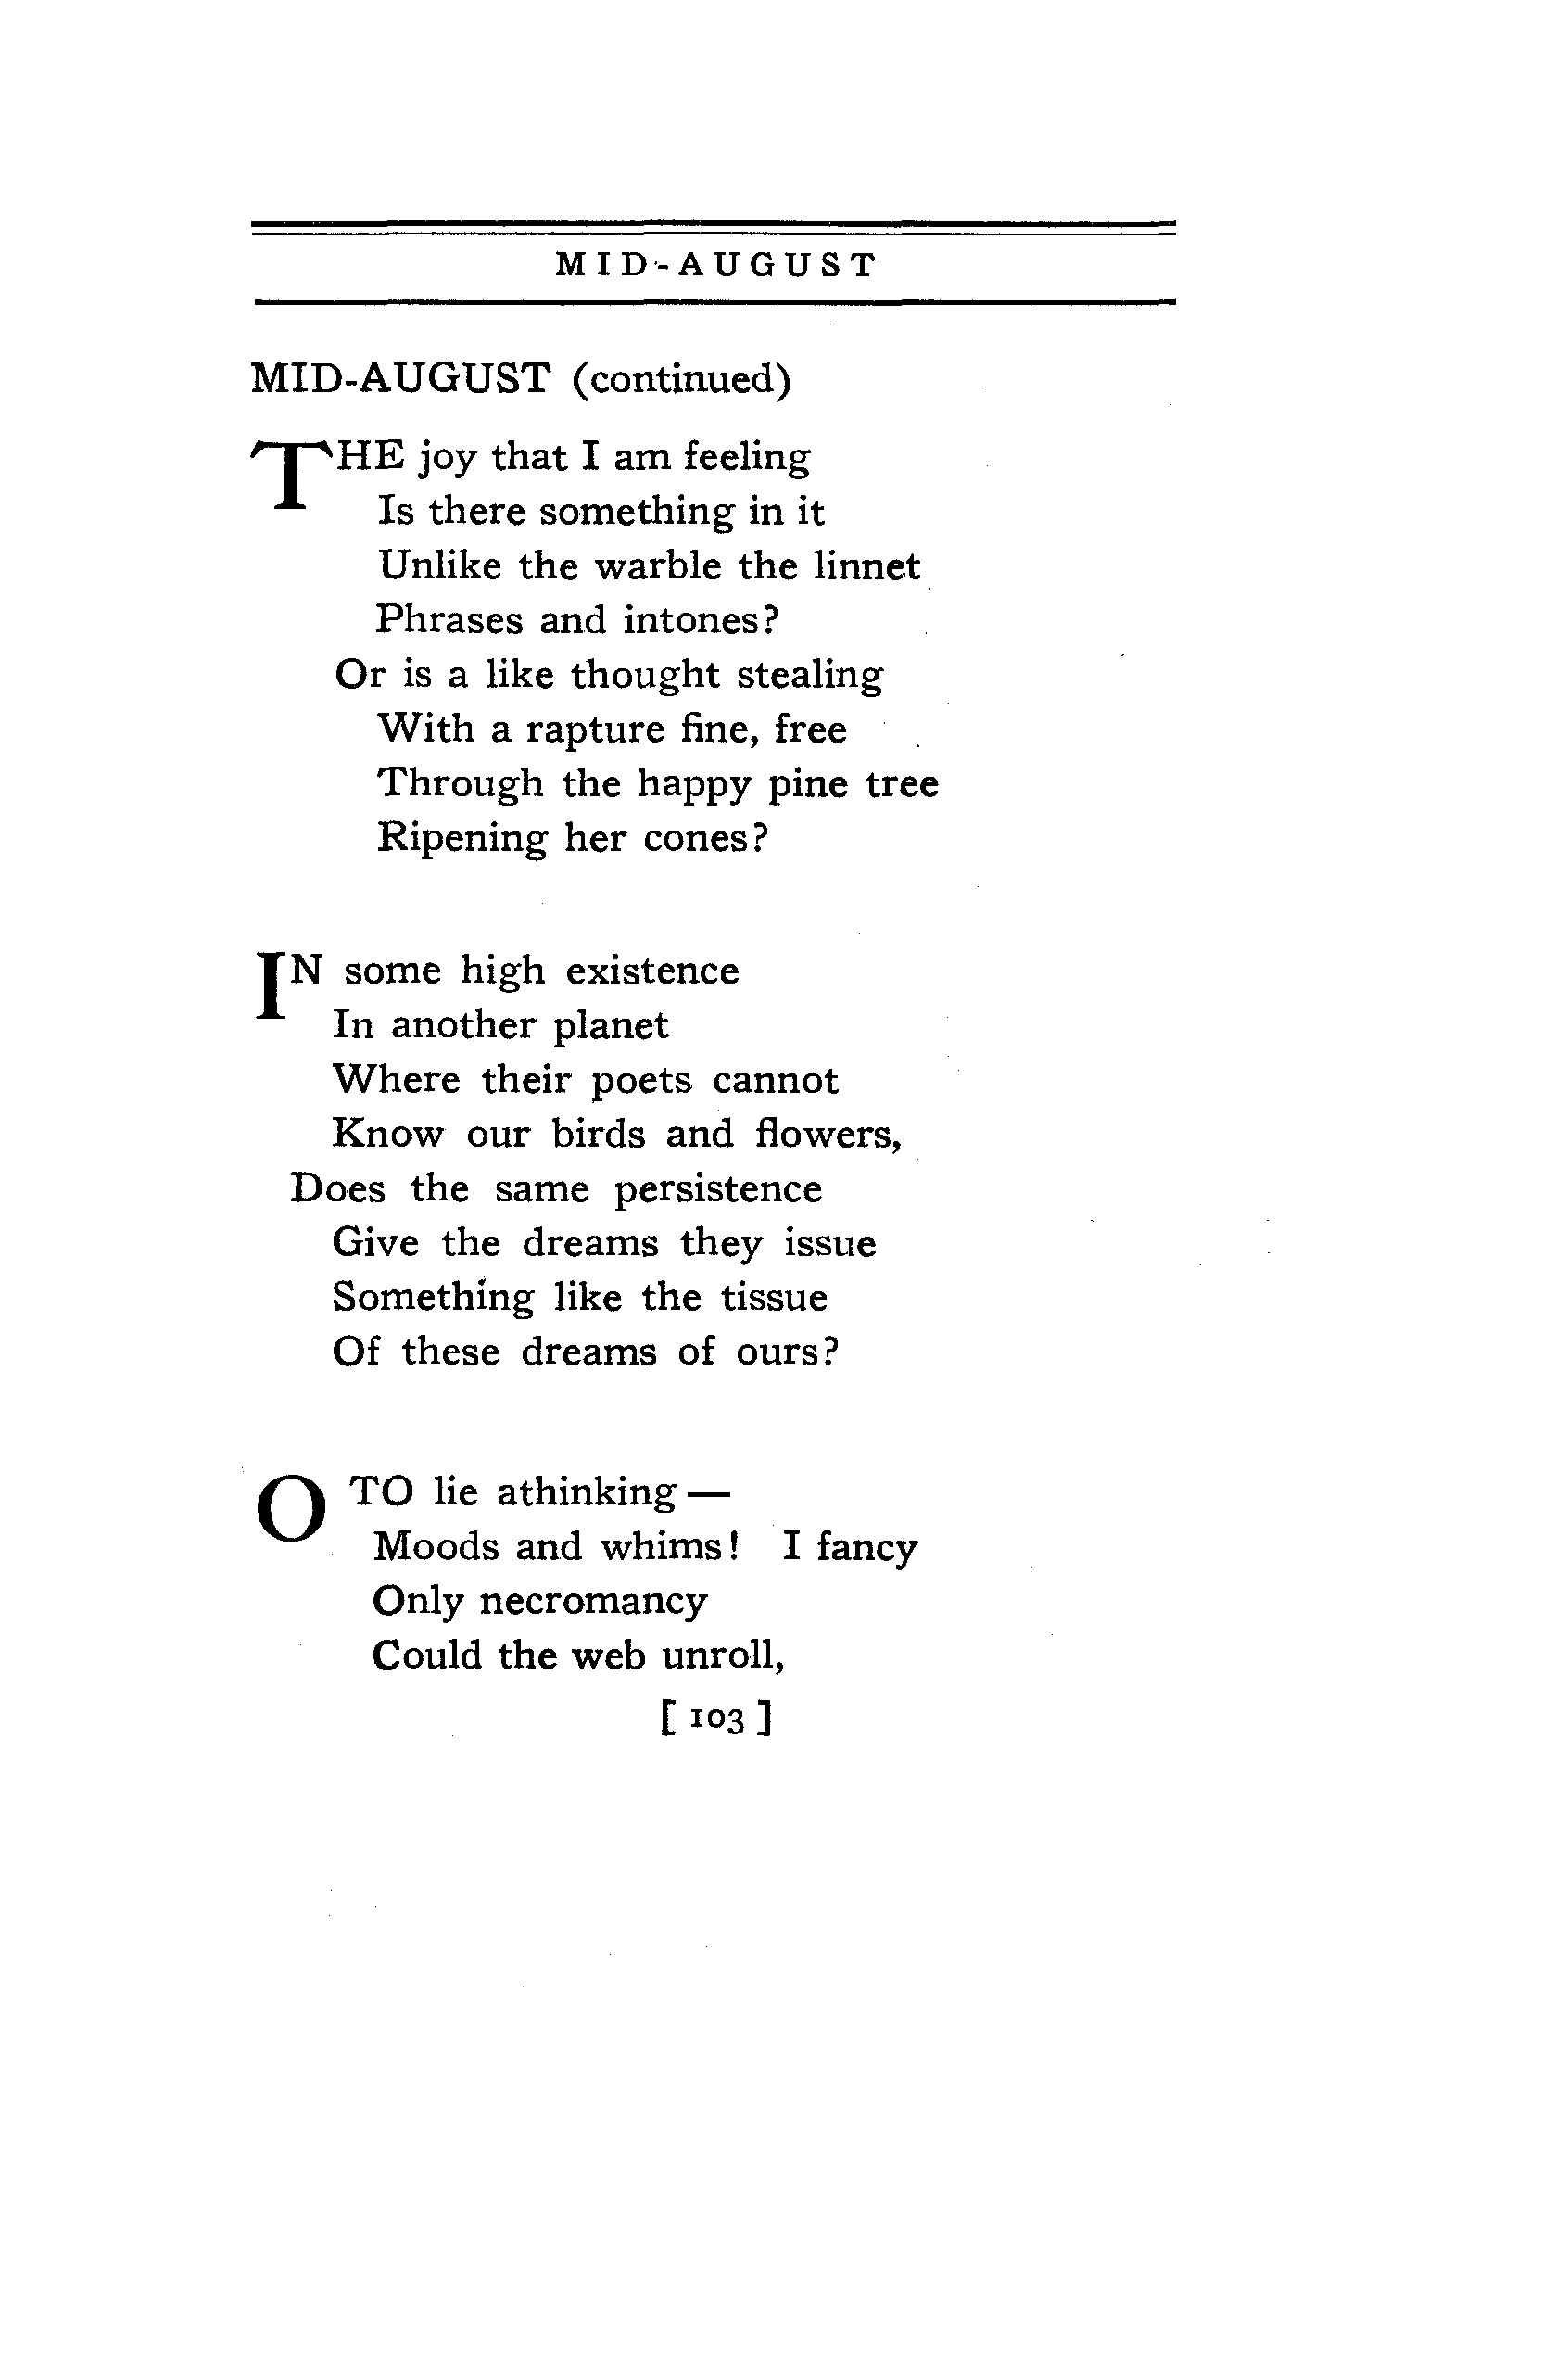 MID-AUGUST
MID-AUGUST (continued)
THE joy that I am feeling
Is there something in it
Unlike the warble the linnet
Phrases and intones?
Or is a like thought stealing
With a rapture fine, free
Through the happy pine tree
Ripening her cones?
IN some high existence
In another planet
Where their poets cannot
Know our birds and flowers,
Does the same persistence
Give the dreams they issue
Something like the tissue
Of these dreams of ours?
O TO lie athinking—
Moods and whims! I fancy
Only necromancy
Could the web unroll,
[ 103 ]